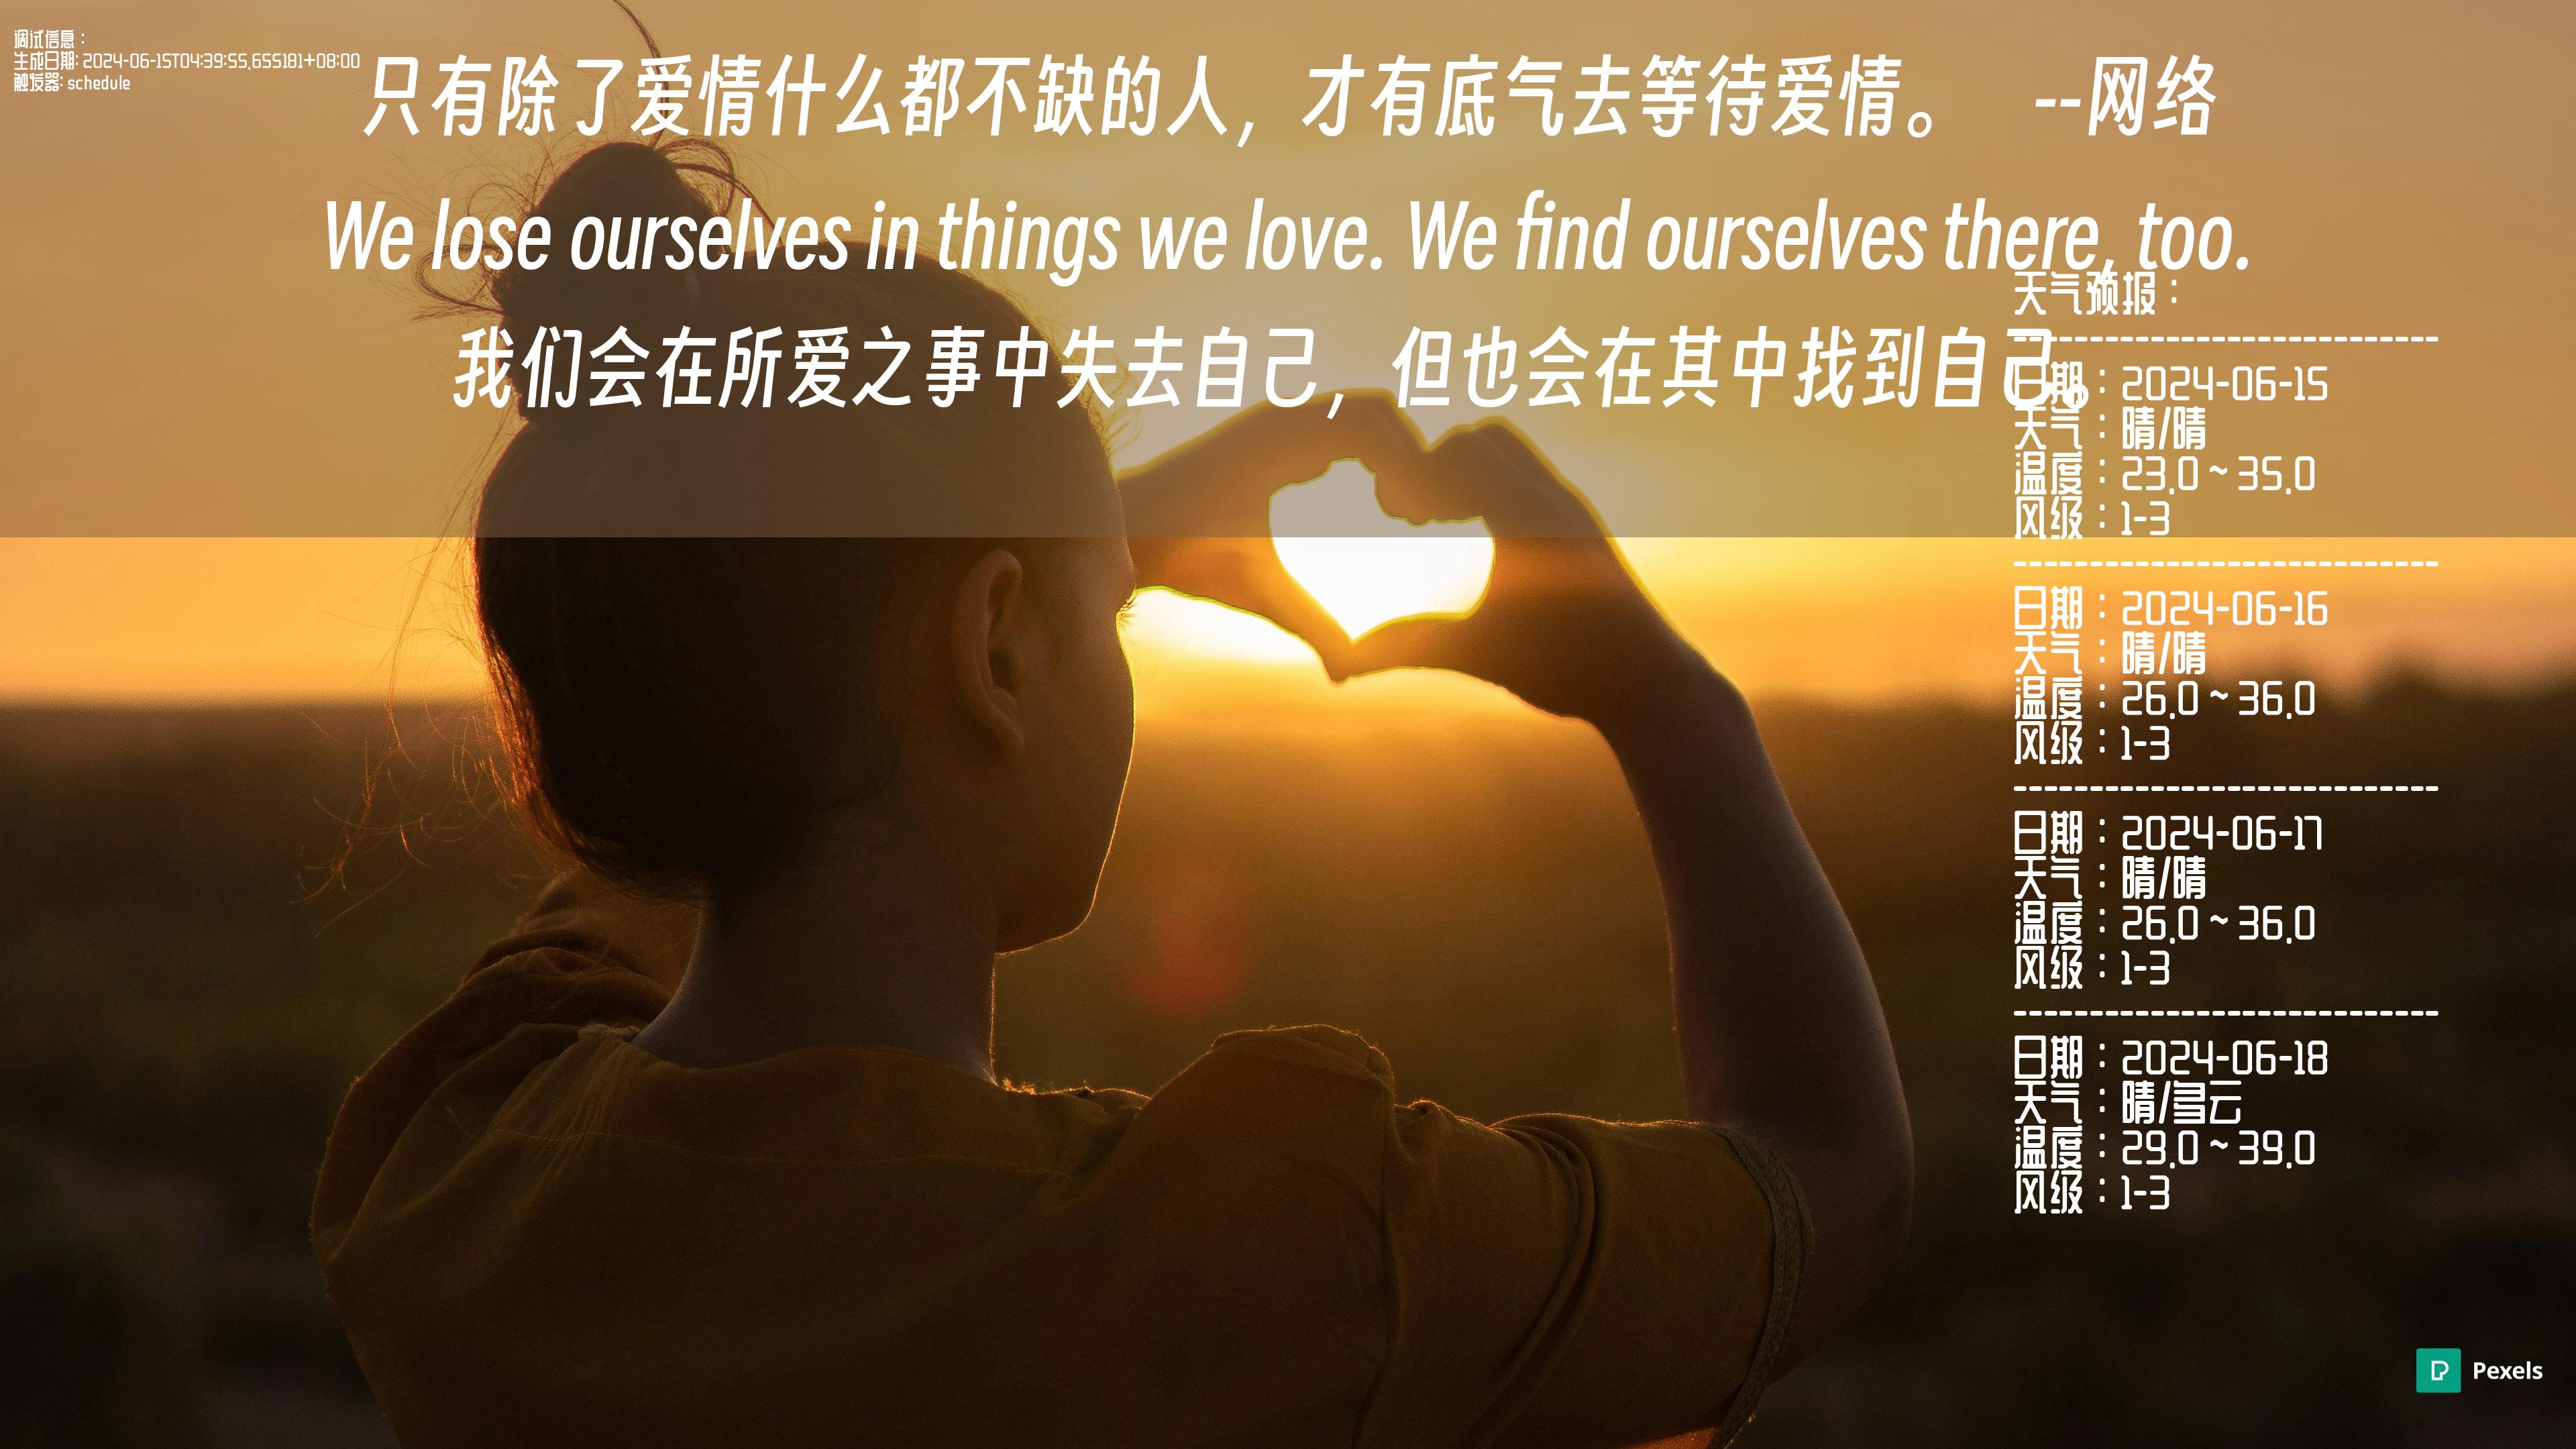 调试信息：
生成日期: 2024-06-15T04:39:55.655181+08:00
触发器: schedule
只有除了爱情什么都不缺的人，才有底气去等待爱情。 --网络
We lose ourselves in things we love. We find ourselves there, too.
我们会在所爱之事中失去自己，但也会在其中找到自己。
天气预报：
----------------------------
日期：2024-06-15
天气：晴/晴
温度：23.0 ~ 35.0
风级：1-3
----------------------------
日期：2024-06-16
天气：晴/晴
温度：26.0 ~ 36.0
风级：1-3
----------------------------
日期：2024-06-17
天气：晴/晴
温度：26.0 ~ 36.0
风级：1-3
----------------------------
日期：2024-06-18
天气：晴/多云
温度：29.0 ~ 39.0
风级：1-3
Pexels